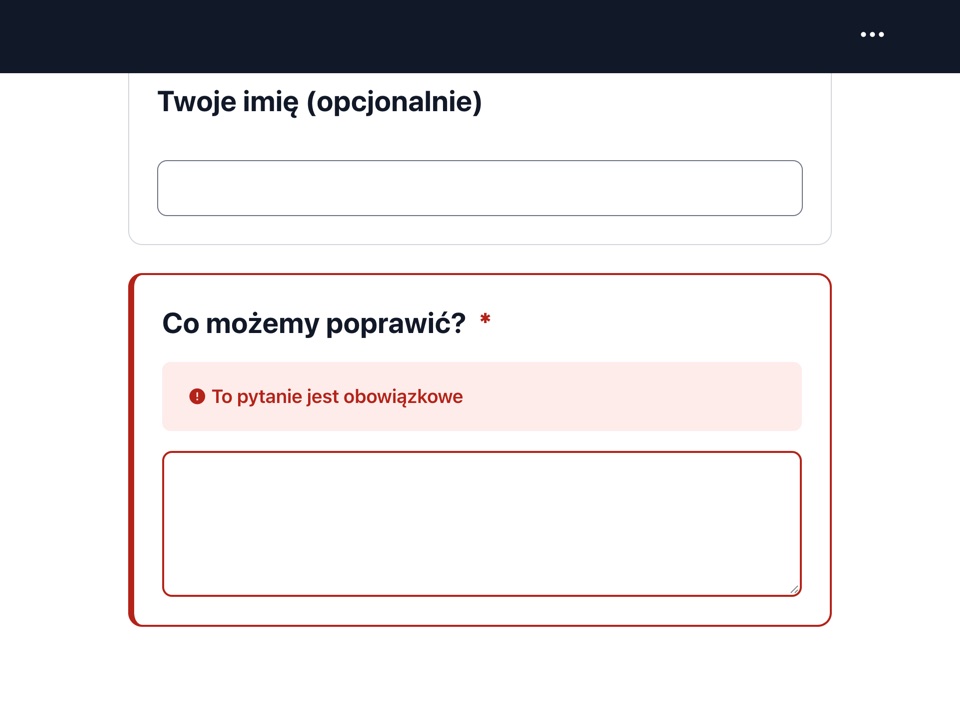 Twoje imię (opcjonalnie)
Co możemy poprawić? *
To pytanie jest obowiązkowe